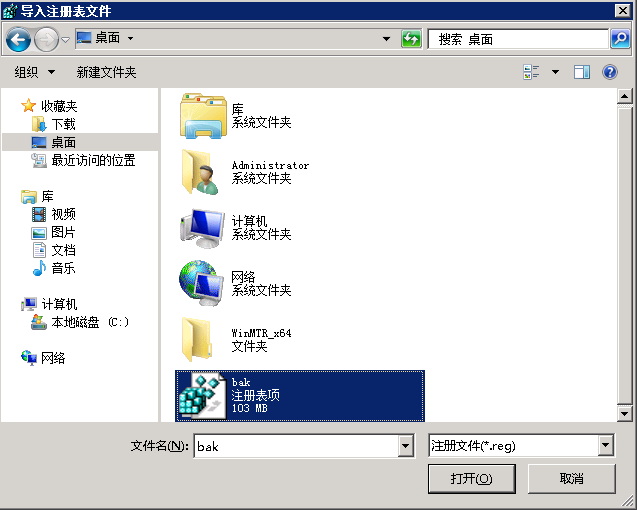 导入注册表文件
桌面
搜索 桌面
组织
新建文件夹
收藏夹
下载
桌面
最近访问的位置
库
视频
图片
文档
音乐
计算机
本地磁盘 (C:)
网络
库
系统文件夹
Administrator
系统文件夹
计算机
系统文件夹
网络
系统文件夹
WinMTR_x64
文件夹
bak
注册表项
103 MB
文件名(N):
bak
注册文件(*.reg)
打开(O)
取消